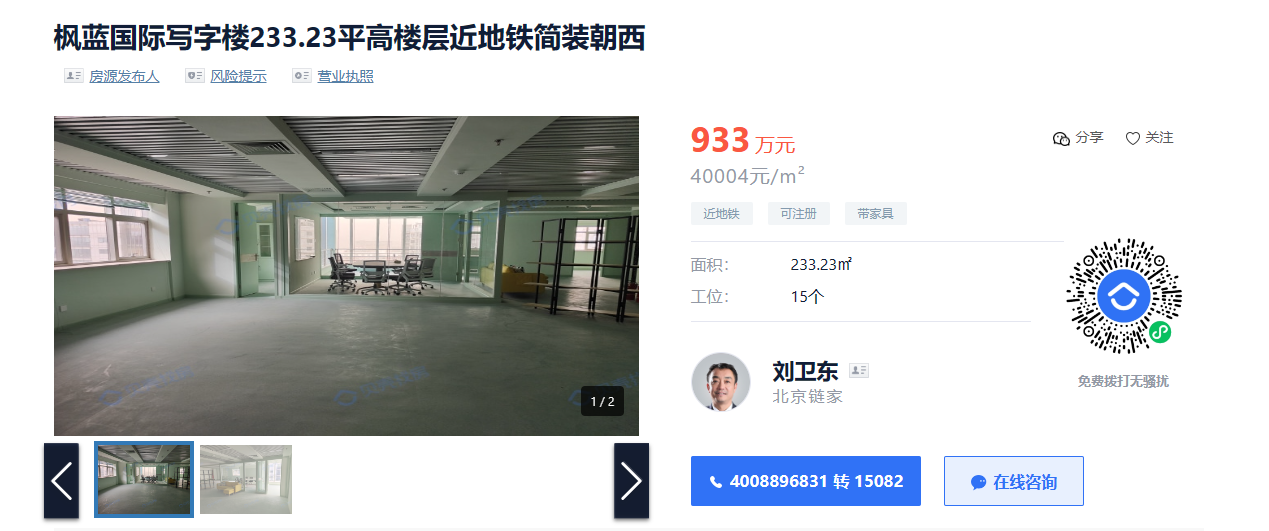 枫蓝国际写字楼233.23平高楼层近地铁简装朝西
房源发布人 风险提示 营业执照
933 万元
分享 关注
40004元/m²
近地铁 可注册 带家具
面积: 233.23㎡
工位: 15个
1 / 2
刘卫东
北京链家
免费拨打无骚扰
4008896831 转 15082
在线咨询